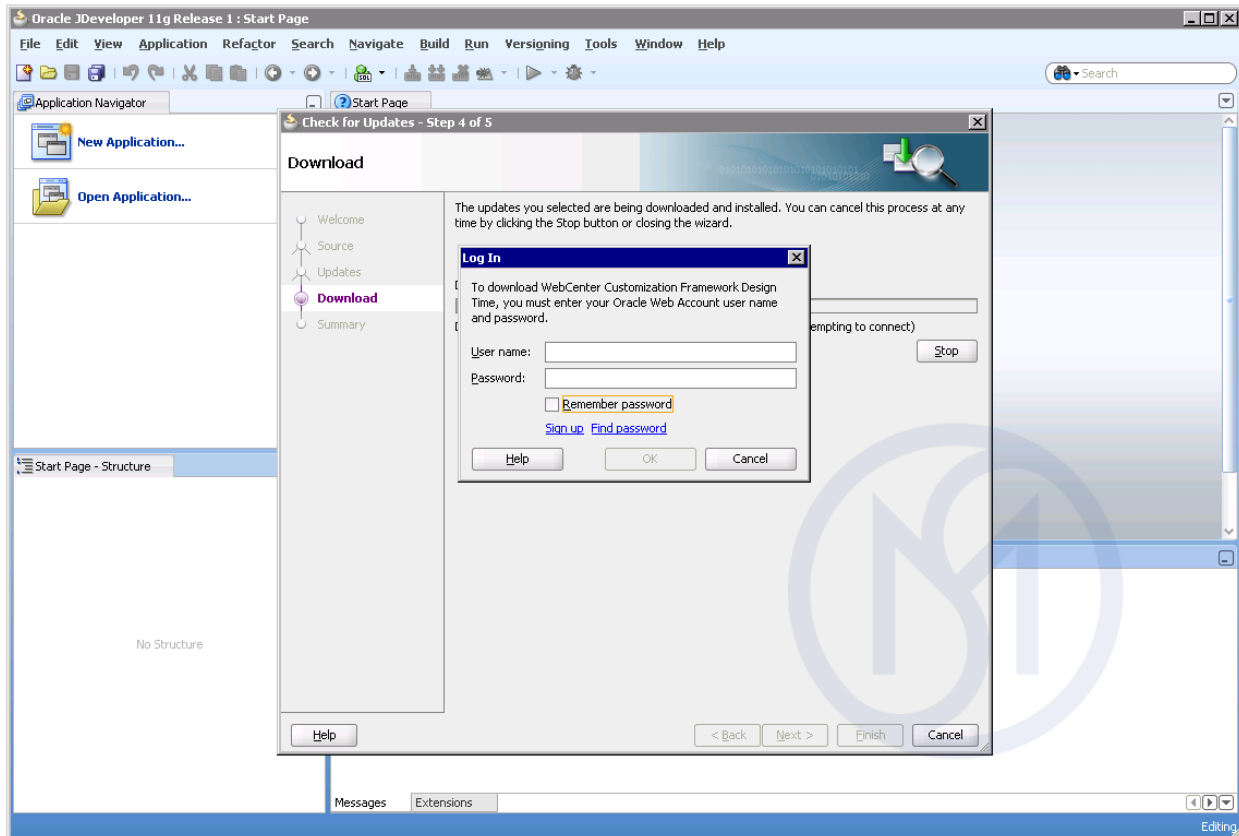 Oracle JDeveloper 11g Release 1 : Start Page
File Edit View Application Refactor Search Navigate Build Run Versioning Tools Window Help
Search
Application Navigator
Start Page
New Application...
Open Application...
Check for Updates - Step 4 of 5
Download
Welcome
Source
Updates
Download
Summary
The updates you selected are being downloaded and installed. You can cancel this process at any
time by clicking the Stop button or closing the wizard.
Log In
To download WebCenter Customization Framework Design
Time, you must enter your Oracle Web Account user name
and password.
empting to connect)
Stop
User name:
Password:
Remember password
Sign up Find password
Help OK Cancel
Start Page - Structure
No Structure
Help < Back Next > Finish Cancel
Messages Extensions
Editing